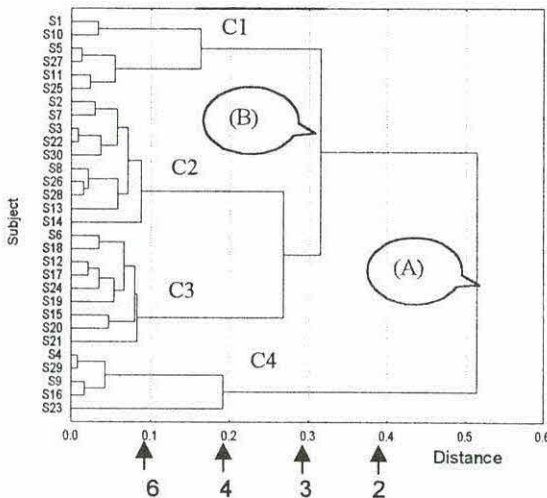 S1
S10
S5
S27
S11
S25
S2
S7
S3
S22
S30
S8
S26
S28
S13
S14
S6
S18
S12
S17
S24
S19
S15
S20
S21
S4
S29
S9
S16
S23
Subject
C1
(B)
C2
(A)
C3
C4
0.0 0.1 0.2 0.3 0.4 0.5 0.6
Distance
6 4 3 2